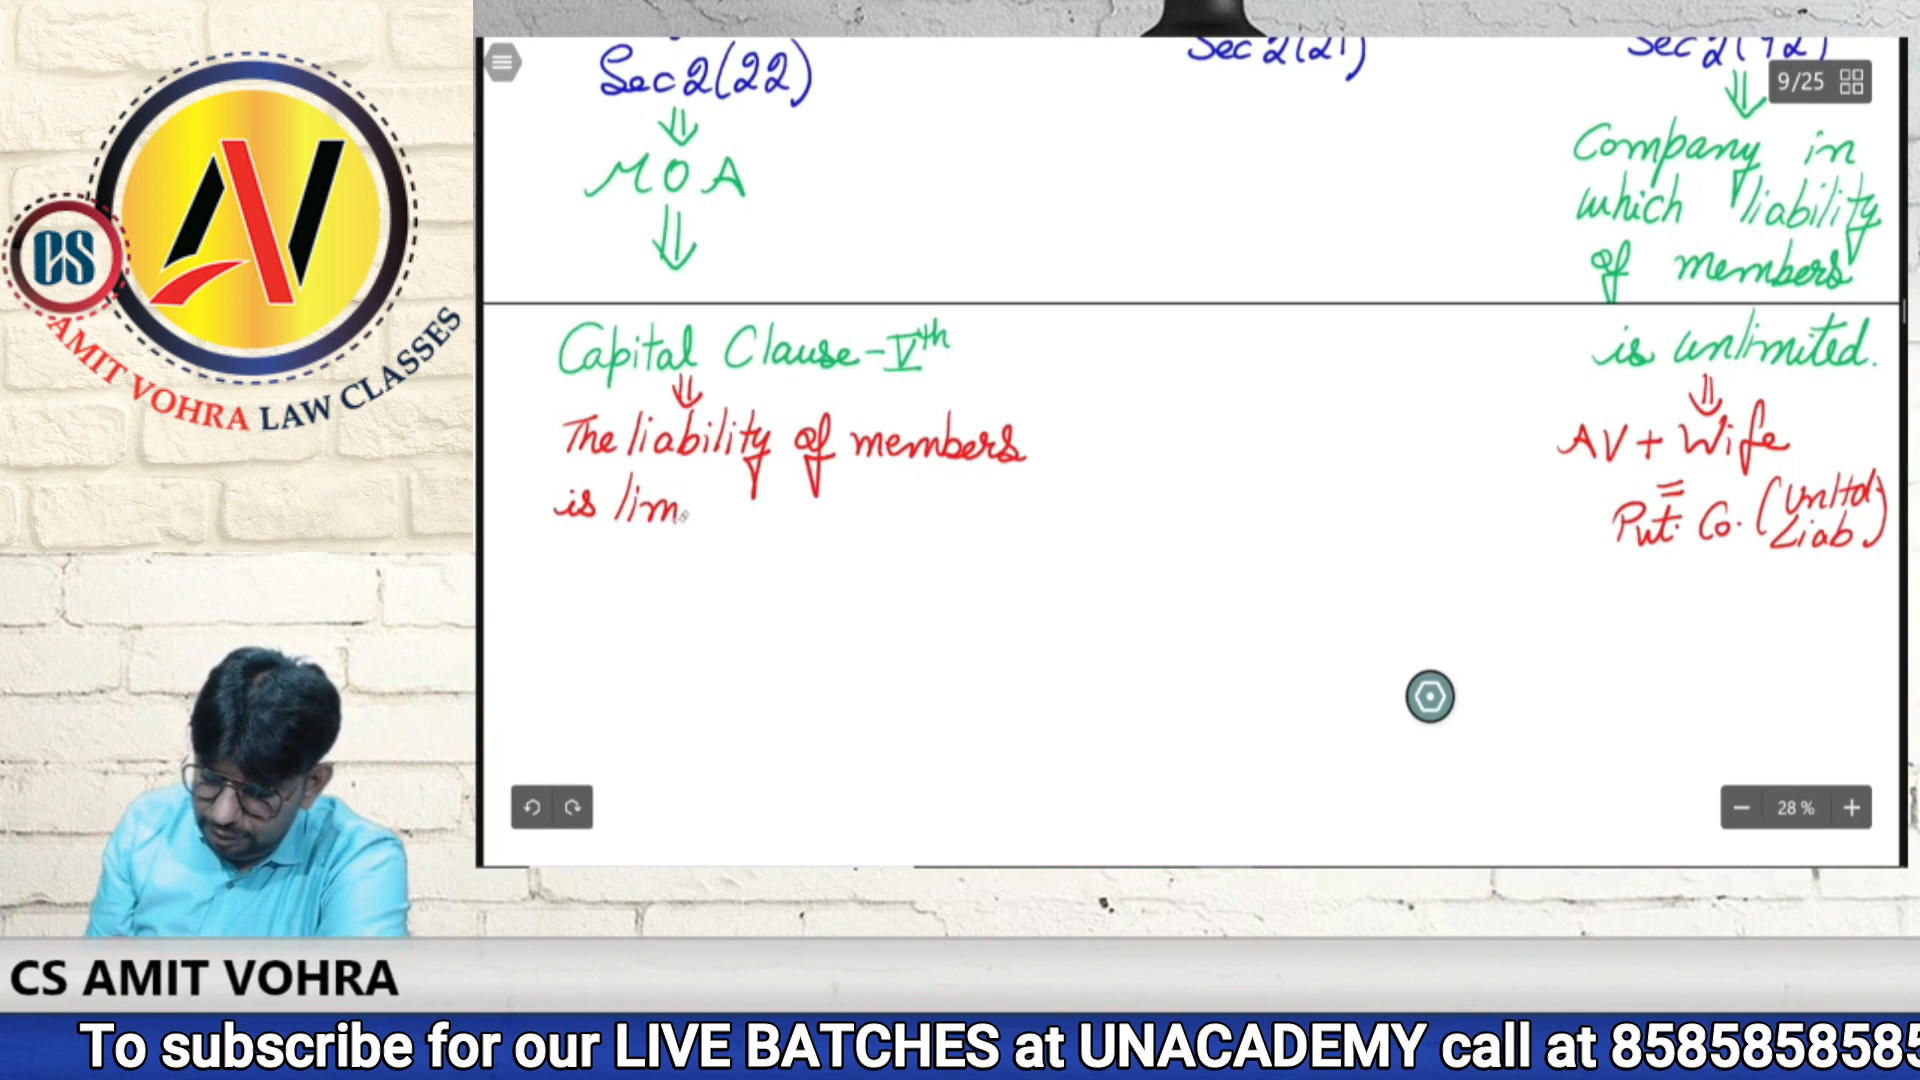 Sec 2(22)
MOA
Capital Clause - Vth
The liability of members
is lim
Sec 2(21)
Sec 2(92)
9/25
Company in
which liability
of members
is unlimited.
AV + Wife
=
Pvt. Co. (Unltd.
Liab)
28 %
CS
AV
AMIT VOHRA LAW CLASSES
CS AMIT VOHRA
To subscribe for our LIVE BATCHES at UNACADEMY call at 8585858585